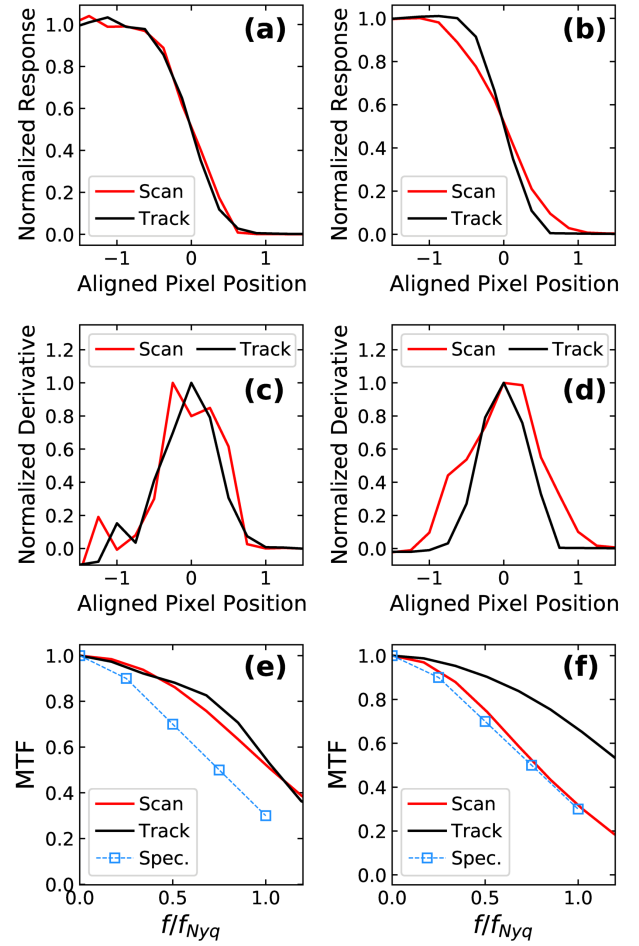 (a)
Normalized Response
1.0
0.8
0.6
0.4
0.2
0.0
Scan
Track
−1 0 1
Aligned Pixel Position
(b)
Normalized Response
1.0
0.8
0.6
0.4
0.2
0.0
Scan
Track
−1 0 1
Aligned Pixel Position
(c)
Normalized Derivative
1.2
1.0
0.8
0.6
0.4
0.2
0.0
Scan Track
−1 0 1
Aligned Pixel Position
(d)
Normalized Derivative
1.2
1.0
0.8
0.6
0.4
0.2
0.0
Scan Track
−1 0 1
Aligned Pixel Position
(e)
MTF
1.0
0.8
0.6
0.4
0.2
0.0
Scan
Track
Spec.
0.0 0.5 1.0
f/fNyq
(f)
MTF
1.0
0.8
0.6
0.4
0.2
0.0
Scan
Track
Spec.
0.0 0.5 1.0
f/fNyq